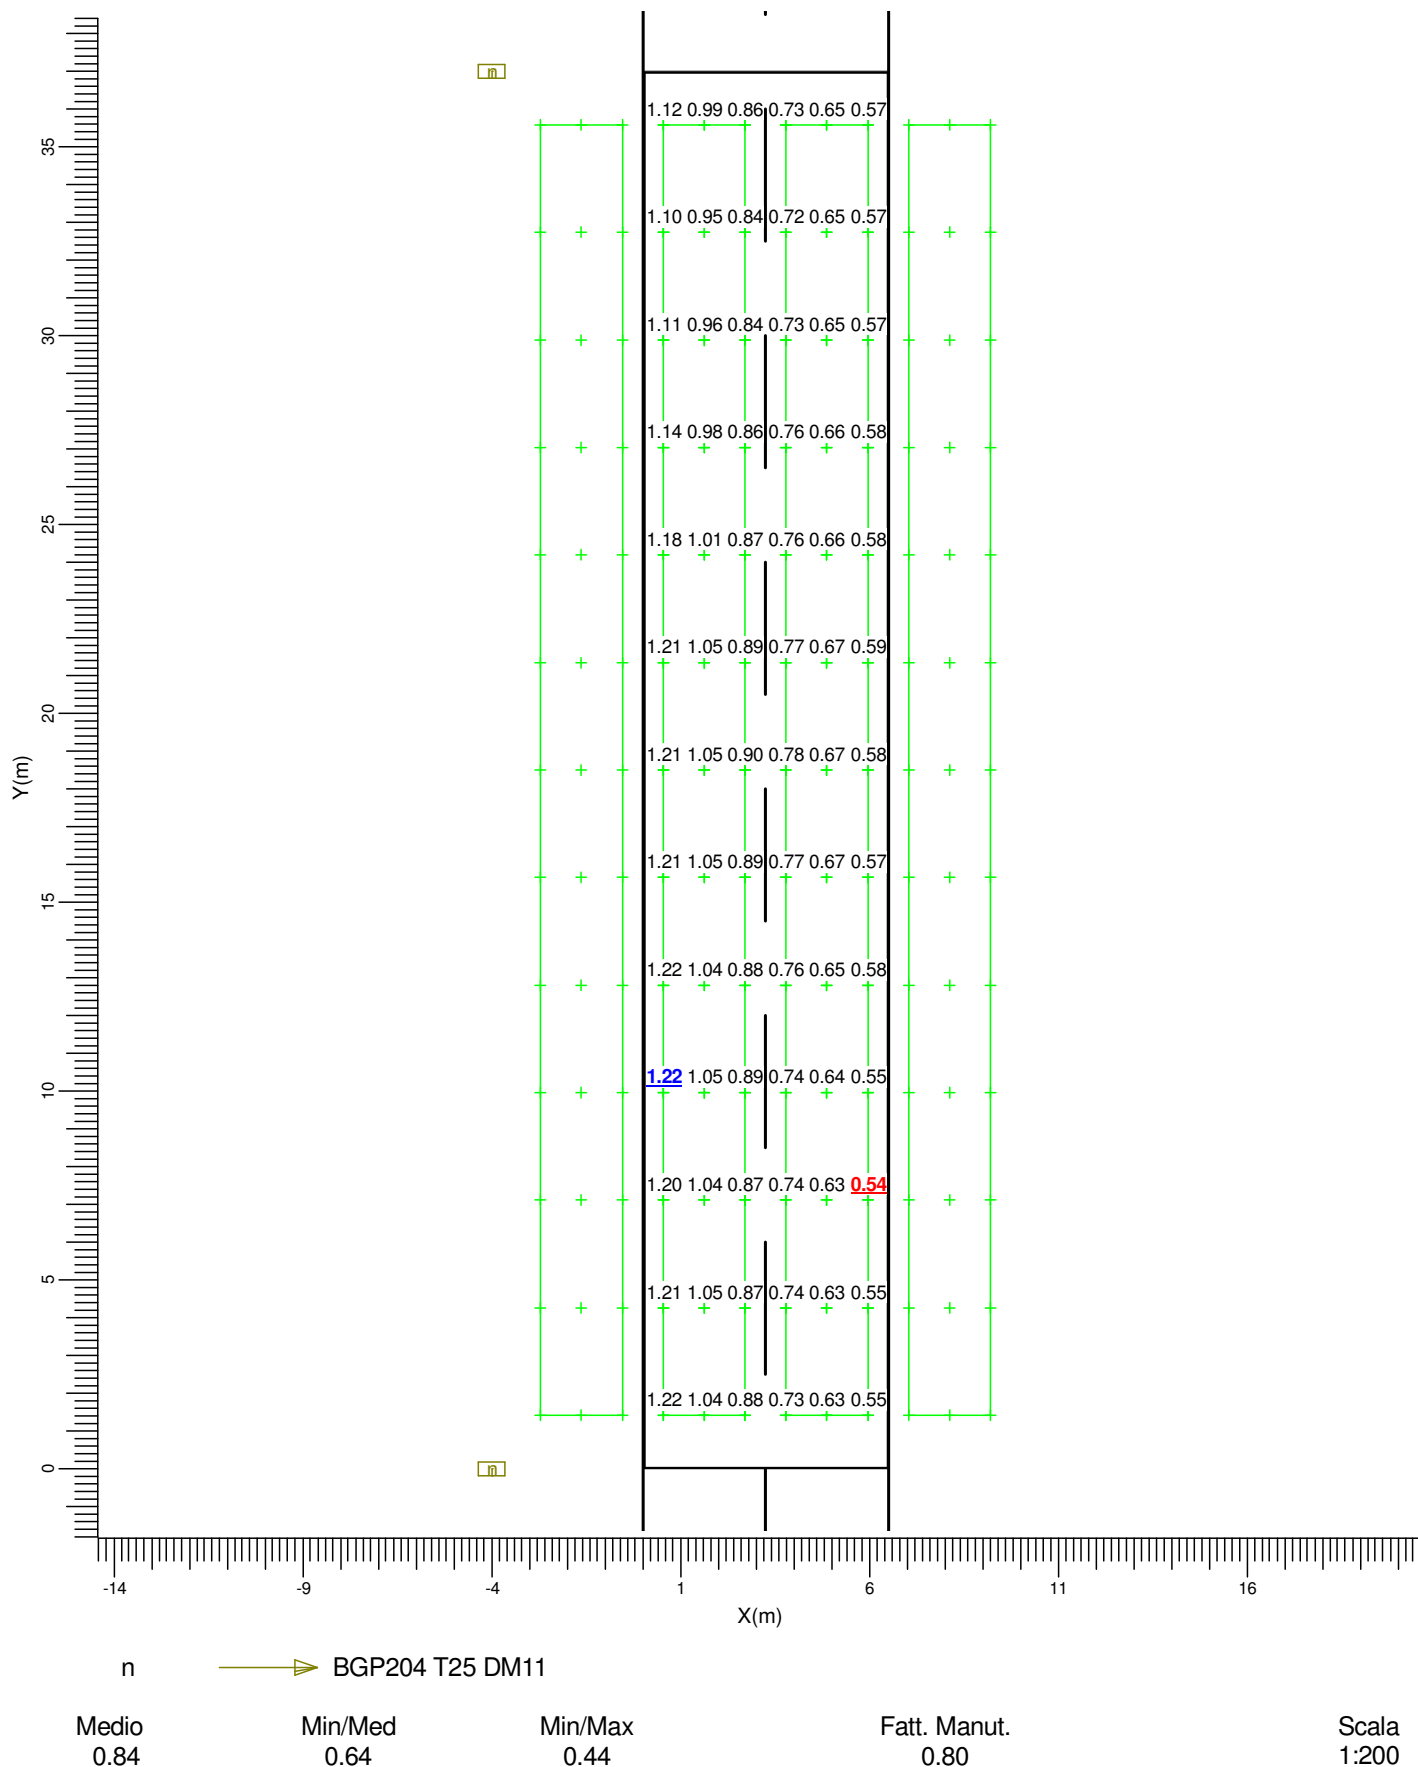 n
1.12 0.99 0.86 0.73 0.65 0.57
35
1.10 0.95 0.84 0.72 0.65 0.57
1.11 0.96 0.84 0.73 0.65 0.57
30
1.14 0.98 0.86 0.76 0.66 0.58
1.18 1.01 0.87 0.76 0.66 0.58
25
1.21 1.05 0.89 0.77 0.67 0.59
20
1.21 1.05 0.90 0.78 0.67 0.58
Y(m)
1.21 1.05 0.89 0.77 0.67 0.57
15
1.22 1.04 0.88 0.76 0.65 0.58
1.22 1.05 0.89 0.74 0.64 0.55
10
1.20 1.04 0.87 0.74 0.63 0.54
5
1.21 1.05 0.87 0.74 0.63 0.55
1.22 1.04 0.88 0.73 0.63 0.55
0
n
-14 -9 -4 1 6 11 16
X(m)
n BGP204 T25 DM11
Medio Min/Med Min/Max Fatt. Manut. Scala
0.84 0.64 0.44 0.80 1:200